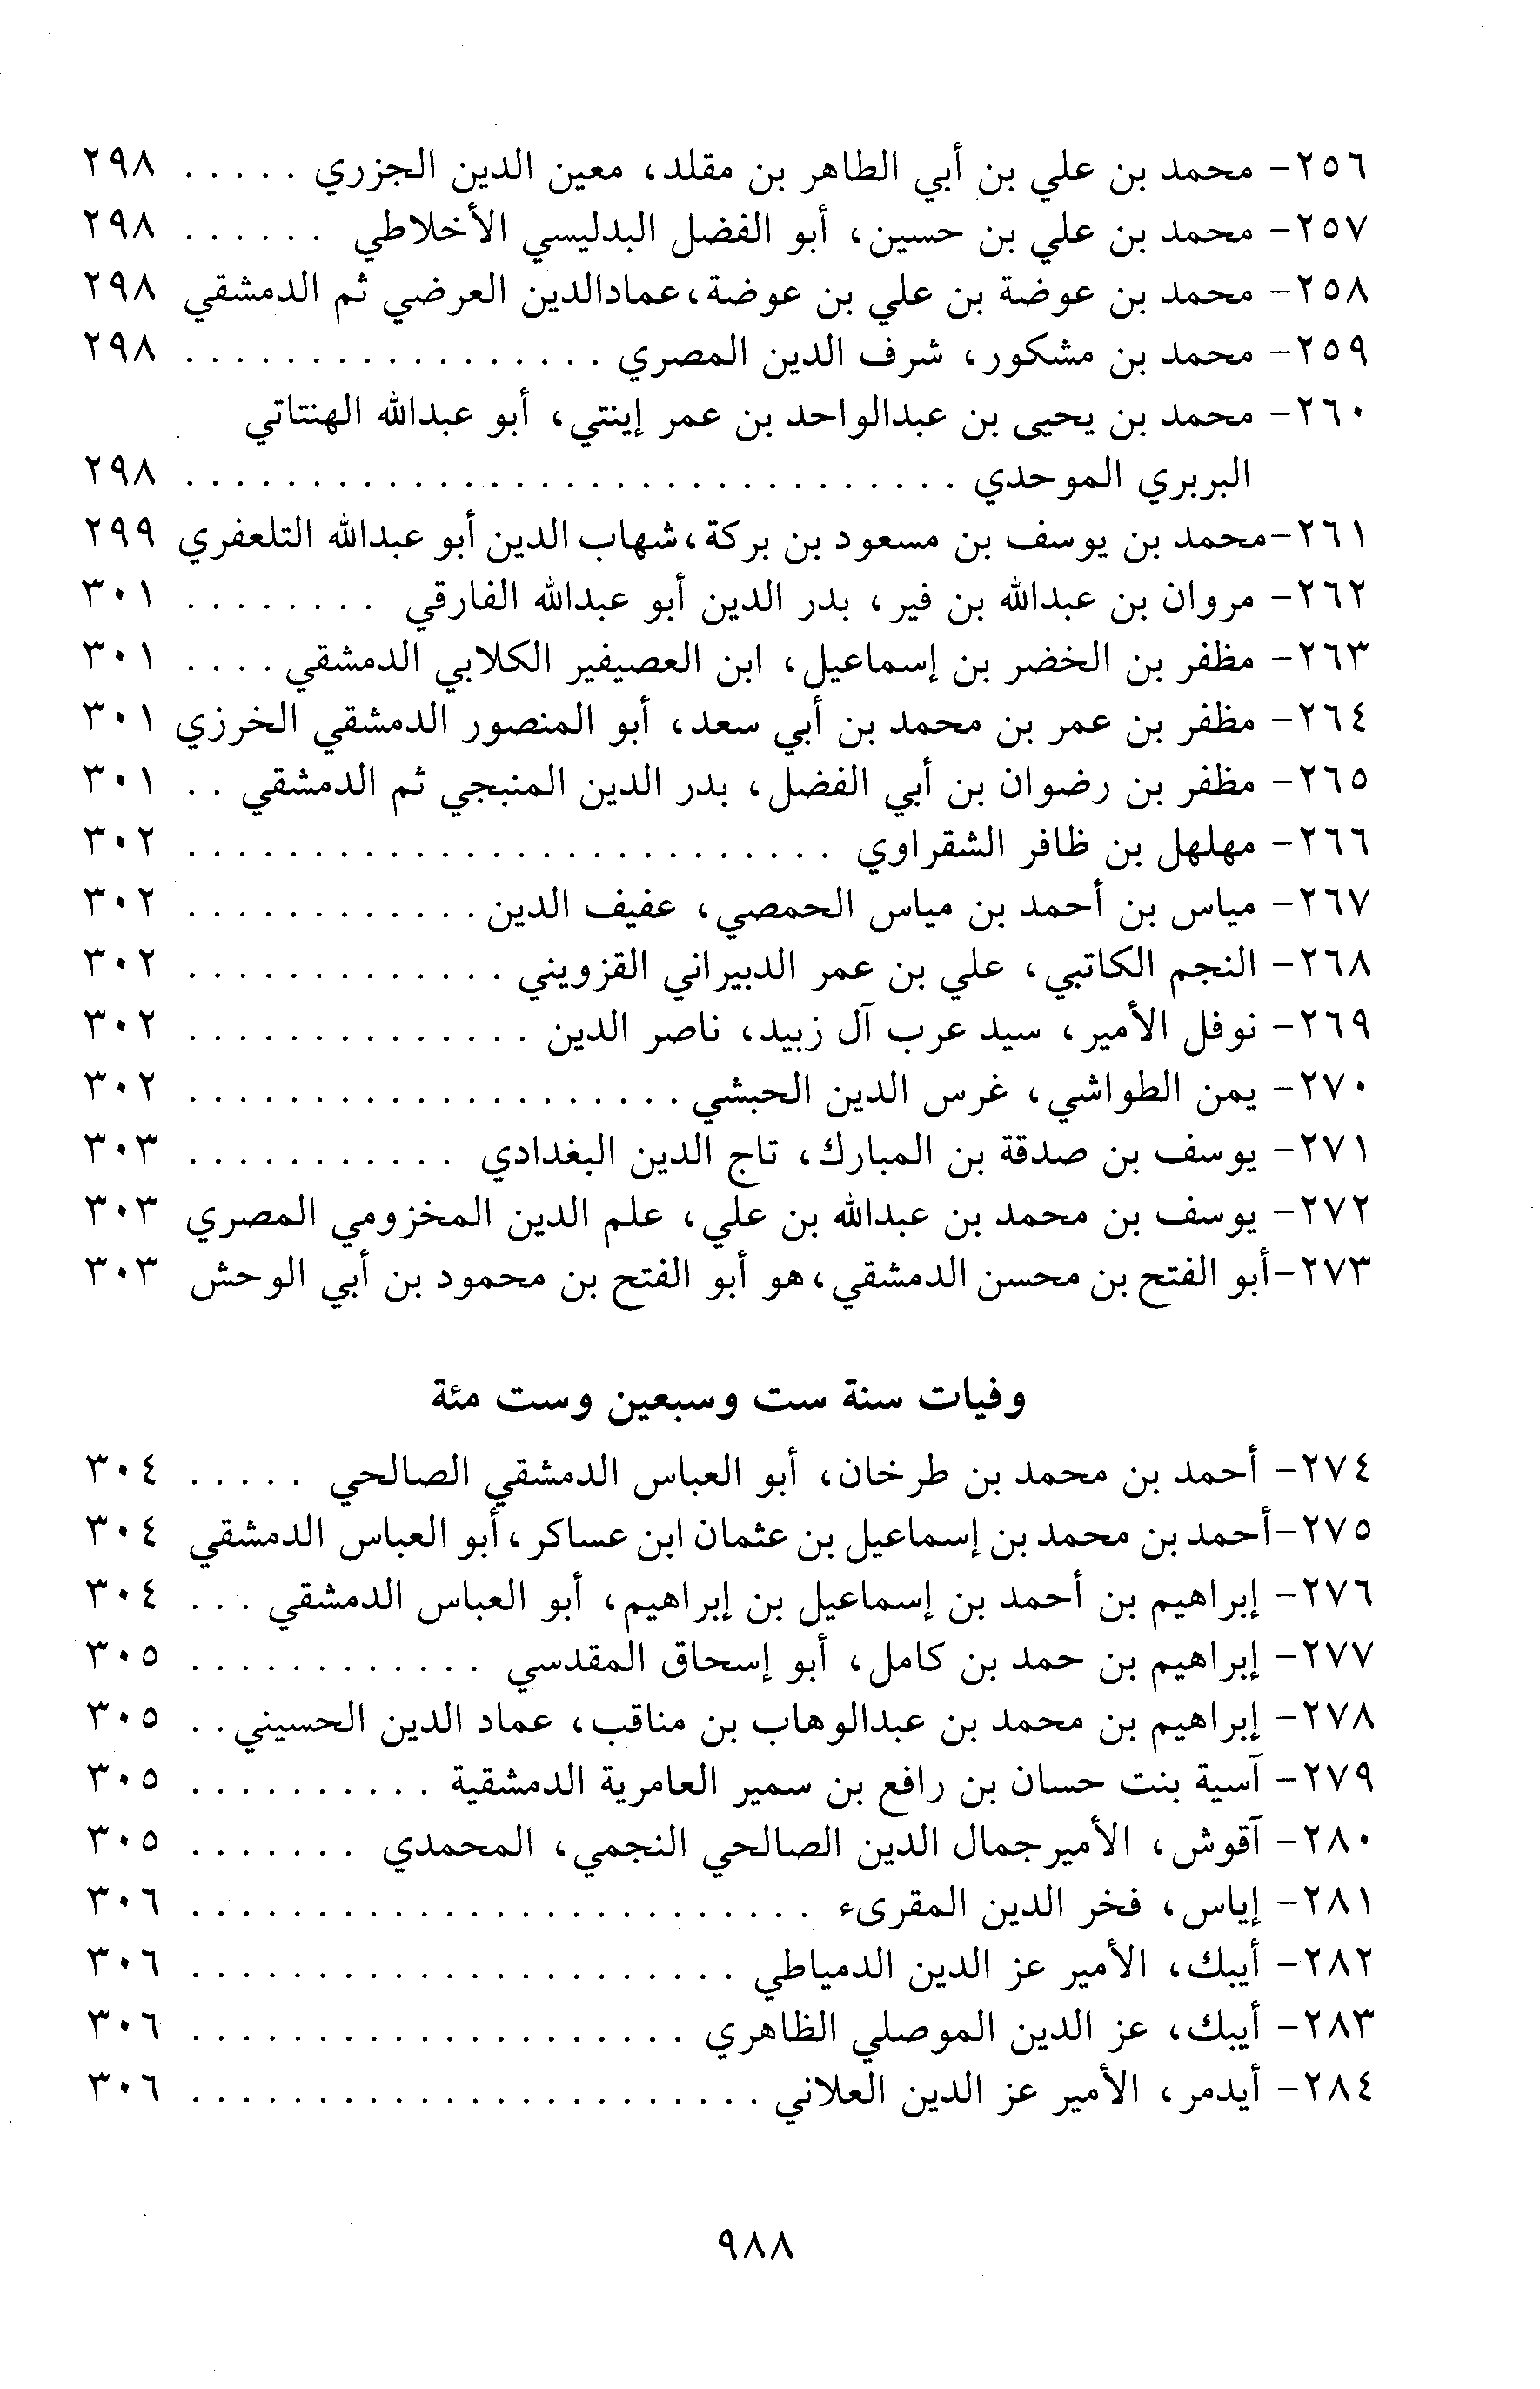 ٢٥٦- محمد بن علي بن أبي الطاهر بن مقلد، معين الدين الجزري . . . . . ٢٩٨
٢٥٧- محمد بن علي بن حسين، أبو الفضل البدليسي الأخلاطي . . . . . . ٢٩٨
٢٥٨- محمد بن عوضة بن علي بن عوضة،عمادالدين العرضي ثم الدمشقي ٢٩٨
٢٥٩- محمد بن مشكور، شرف الدين المصري . . . . . . . . . . . . . . . . . ٢٩٨
٢٦٠- محمد بن يحيى بن عبدالواحد بن عمر إينتي، أبو عبدالله الهنتاتي
البربري الموحدي . . . . . . . . . . . . . . . . . . . . . . . . . . . . . . . ٢٩٨
٢٦١-محمد بن يوسف بن مسعود بن بركة،شهاب الدين أبو عبدالله التلعفري ٢٩٩
٢٦٢- مروان بن عبدالله بن فير، بدر الدين أبو عبدالله الفارقي . . . . . . . . ٣٠١
٢٦٣- مظفر بن الخضر بن إسماعيل، ابن العصيفير الكلابي الدمشقي . . . . ٣٠١
٢٦٤- مظفر بن عمر بن محمد بن أبي سعد، أبو المنصور الدمشقي الخرزي ٣٠١
٢٦٥- مظفر بن رضوان بن أبي الفضل، بدر الدين المنبجي ثم الدمشقي . . ٣٠١
٢٦٦- مهلهل بن ظافر الشقراوي . . . . . . . . . . . . . . . . . . . . . . . . . . ٣٠٢
٢٦٧- مياس بن أحمد بن مياس الحمصي، عفيف الدين . . . . . . . . . . . . ٣٠٢
٢٦٨- النجم الكاتبي، علي بن عمر الدبيراني القزويني . . . . . . . . . . . . . ٣٠٢
٢٦٩- نوفل الأمير، سيد عرب آل زبيد، ناصر الدين . . . . . . . . . . . . . . ٣٠٢
٢٧٠- يمن الطواشي، غرس الدين الحبشي . . . . . . . . . . . . . . . . . . . . ٣٠٢
٢٧١- يوسف بن صدقة بن المبارك، تاج الدين البغدادي . . . . . . . . . . . ٣٠٣
٢٧٢- يوسف بن محمد بن عبدالله بن علي، علم الدين المخزومي المصري ٣٠٣
٢٧٣-أبو الفتح بن محسن الدمشقي،هو أبو الفتح بن محمود بن أبي الوحش ٣٠٣
وفيات سنة ست وسبعين وست مئة
٢٧٤- أحمد بن محمد بن طرخان، أبو العباس الدمشقي الصالحي . . . . . ٣٠٤
٢٧٥-أحمد بن محمد بن إسماعيل بن عثمان ابن عساكر،أبو العباس الدمشقي ٣٠٤
٢٧٦- إبراهيم بن أحمد بن إسماعيل بن إبراهيم، أبو العباس الدمشقي . . . ٣٠٤
٢٧٧- إبراهيم بن حمد بن كامل، أبو إسحاق المقدسي . . . . . . . . . . . . ٣٠٥
٢٧٨- إبراهيم بن محمد بن عبدالوهاب بن مناقب، عماد الدين الحسيني . . ٣٠٥
٢٧٩- آسية بنت حسان بن رافع بن سمير العامرية الدمشقية . . . . . . . . . . ٣٠٥
٢٨٠- آقوش، الأميرجمال الدين الصالحي النجمي، المحمدي . . . . . . . ٣٠٥
٢٨١- إياس، فخر الدين المقرىء . . . . . . . . . . . . . . . . . . . . . . . . . ٣٠٦
٢٨٢- أيبك، الأمير عز الدين الدمياطي . . . . . . . . . . . . . . . . . . . . . . ٣٠٦
٢٨٣- أيبك، عز الدين الموصلي الظاهري . . . . . . . . . . . . . . . . . . . . ٣٠٦
٢٨٤- أيدمر، الأمير عز الدين العلاني . . . . . . . . . . . . . . . . . . . . . . . ٣٠٦
٩٨٨